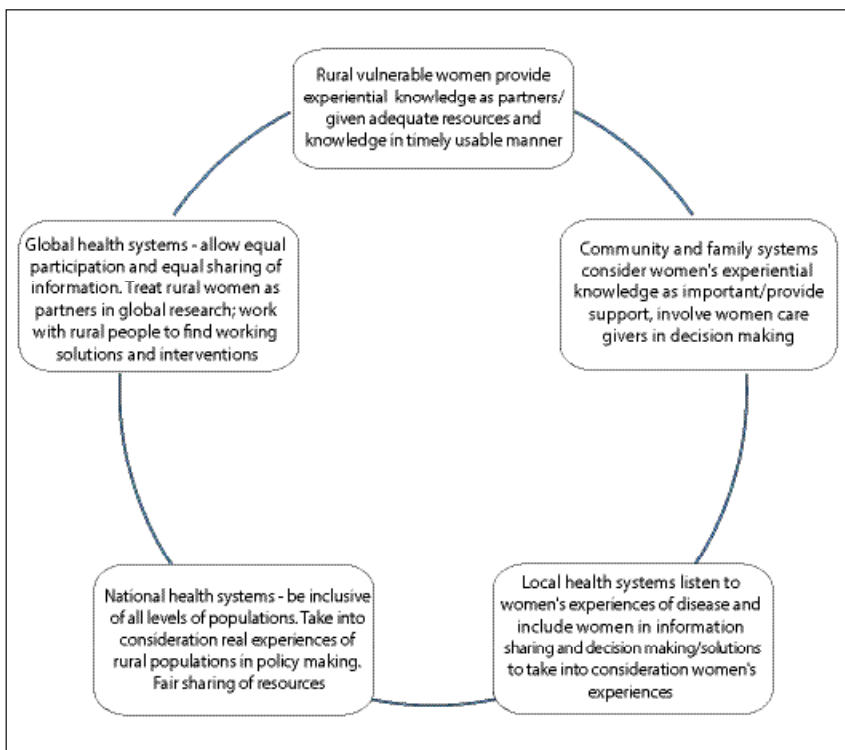 Rural vulnerable women provide
experiential knowledge as partners/
given adequate resources and
knowledge in timely usable manner
Community and family systems
consider women's experiential
knowledge as important/provide
support, involve women care
givers in decision making
Local health systems listen to
women's experiences of disease and
include women in information
sharing and decision making/solutions
to take into consideration women's
experiences
National health systems - be inclusive
of all levels of populations. Take into
consideration real experiences of
rural populations in policy making.
Fair sharing of resources
Global health systems - allow equal
participation and equal sharing of
information. Treat rural women as
partners in global research; work
with rural people to find working
solutions and interventions